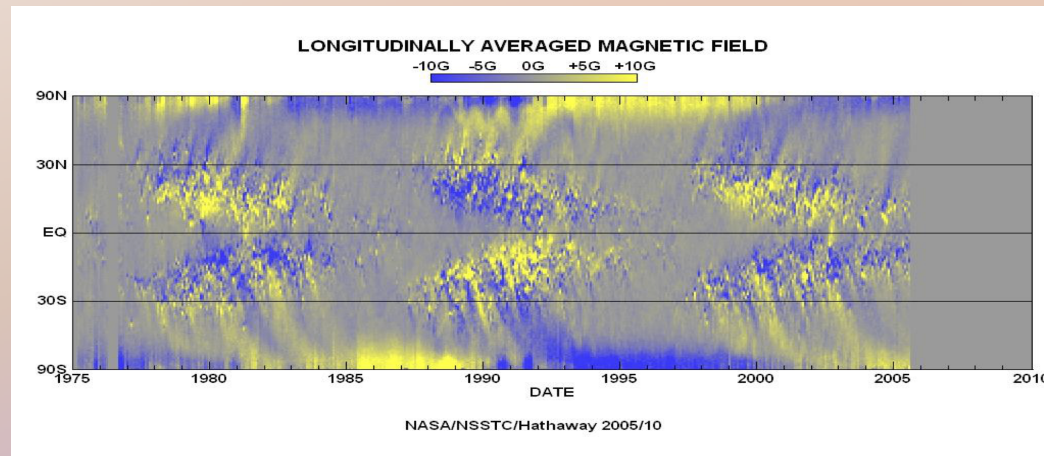 LONGITUDINALLY AVERAGED MAGNETIC FIELD
-10G -5G 0G +5G +10G
90N
30N
EQ
30S
90S
1975 1980 1985 1990 1995 2000 2005 2010
DATE
NASA/NSSTC/Hathaway 2005/10